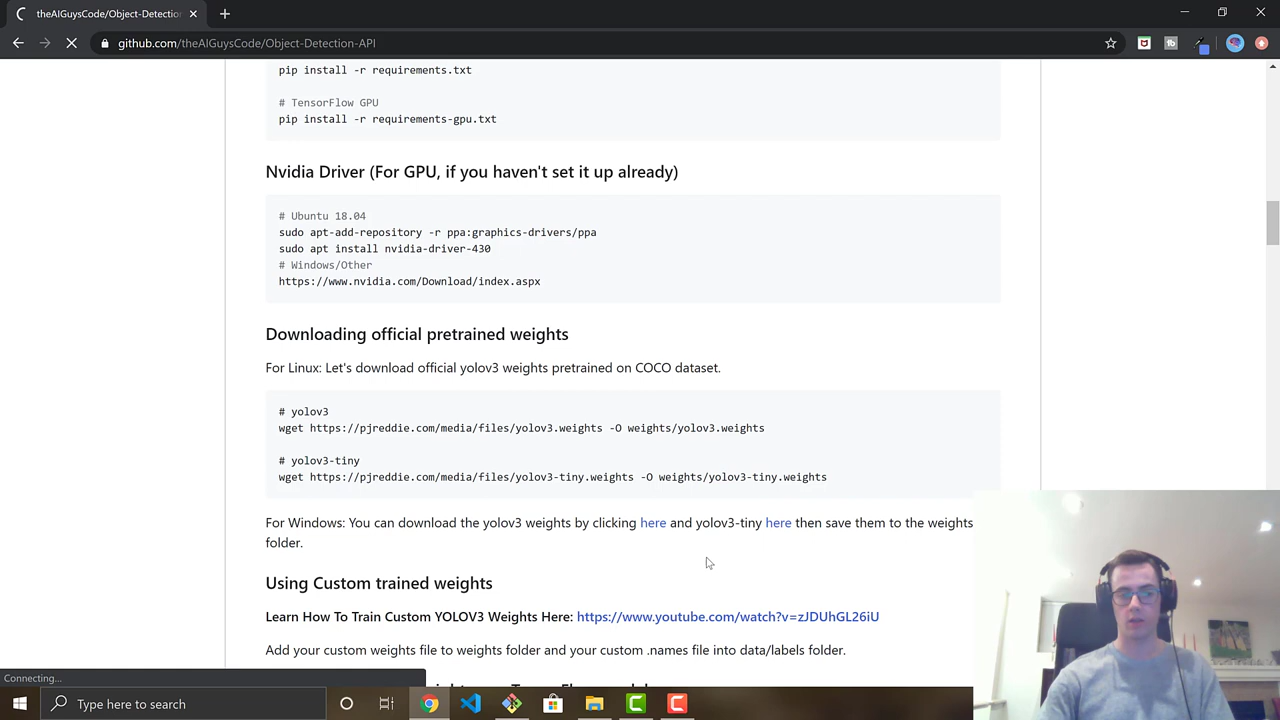 theAIGuysCode/Object-Detection
github.com/theAIGuysCode/Object-Detection-API
pip install -r requirements.txt
# TensorFlow GPU
pip install -r requirements-gpu.txt
Nvidia Driver (For GPU, if you haven't set it up already)
# Ubuntu 18.04
sudo apt-add-repository -r ppa:graphics-drivers/ppa
sudo apt install nvidia-driver-430
# Windows/Other
https://www.nvidia.com/Download/index.aspx
Downloading official pretrained weights
For Linux: Let's download official yolov3 weights pretrained on COCO dataset.
# yolov3
wget https://pjreddie.com/media/files/yolov3.weights -O weights/yolov3.weights
# yolov3-tiny
wget https://pjreddie.com/media/files/yolov3-tiny.weights -O weights/yolov3-tiny.weights
For Windows: You can download the yolov3 weights by clicking here and yolov3-tiny here then save them to the weights
folder.
Using Custom trained weights
Learn How To Train Custom YOLOV3 Weights Here: https://www.youtube.com/watch?v=zJDUhGL26iU
Add your custom weights file to weights folder and your custom .names file into data/labels folder.
Connecting...
Type here to search